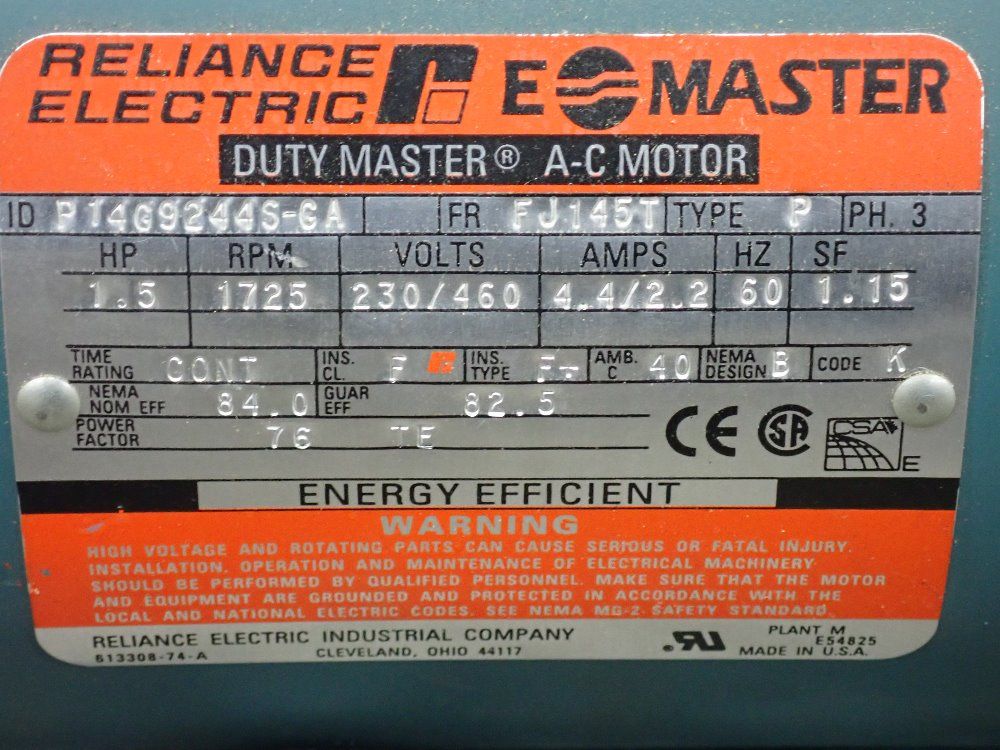 RELIANCE ELECTRIC E MASTER
DUTY MASTER® A-C MOTOR
ID P14G9244S-GA FR FJ145T TYPE P PH. 3
HP RPM VOLTS AMPS HZ SF
1.5 1725 230/460 4.4/2.2 60 1.15
TIME RATING CONT INS. CL. F INS. TYPE F- AMB. C 40 NEMA DESIGN B CODE K
NEMA NOM EFF 84.0 GUAR EFF 82.5
POWER FACTOR 76 TE
CE SA CSA E
ENERGY EFFICIENT
WARNING
HIGH VOLTAGE AND ROTATING PARTS CAN CAUSE SERIOUS OR FATAL INJURY.
INSTALLATION, OPERATION AND MAINTENANCE OF ELECTRICAL MACHINERY
SHOULD BE PERFORMED BY QUALIFIED PERSONNEL. MAKE SURE THAT THE MOTOR
AND EQUIPMENT ARE GROUNDED AND PROTECTED IN ACCORDANCE WITH THE
LOCAL AND NATIONAL ELECTRIC CODES. SEE NEMA MG-2 SAFETY STANDARD.
RELIANCE ELECTRIC INDUSTRIAL COMPANY
613308-74-A CLEVELAND, OHIO 44117
RU
PLANT M
E54825
MADE IN U.S.A.